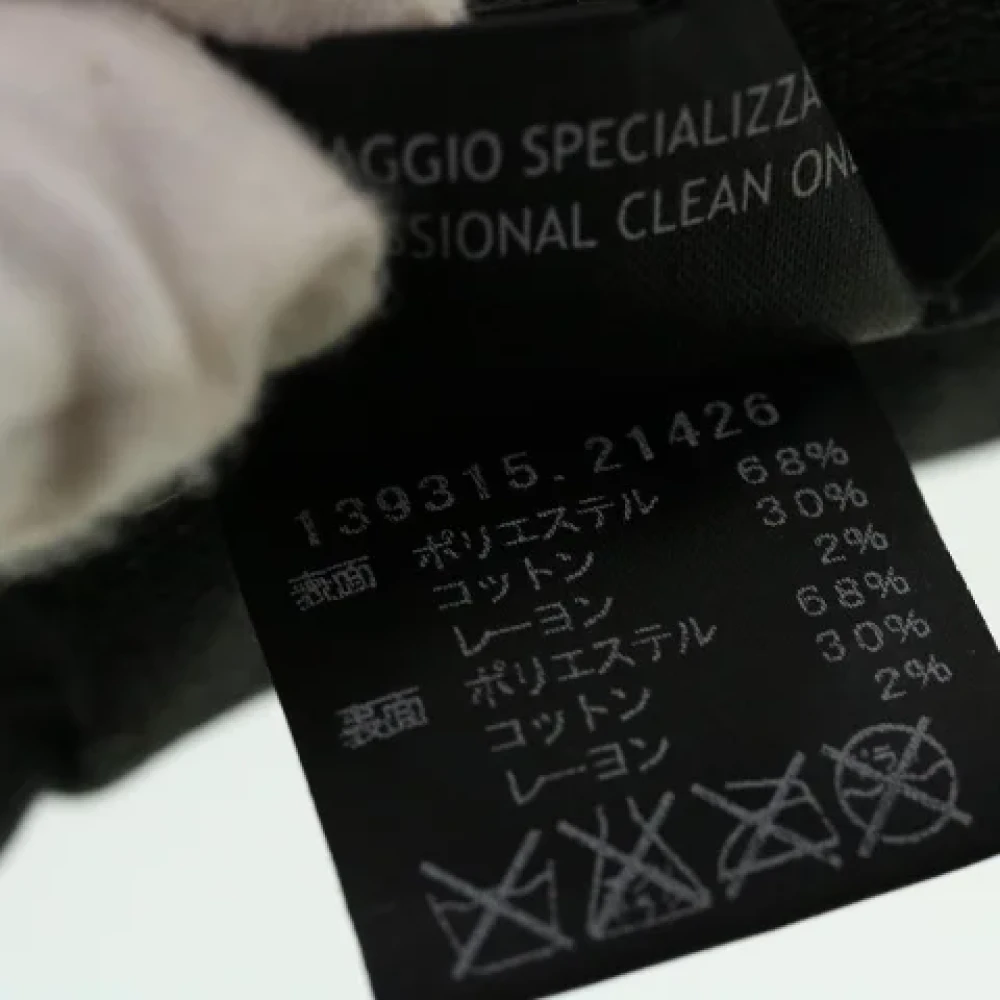 AGGIO SPECIALIZZA
SSIONAL CLEAN ONL
139315.21426
表面 ポリエステル 68%
コットン 30%
レーヨン 2%
裏面 ポリエステル 68%
コットン 30%
レーヨン 2%